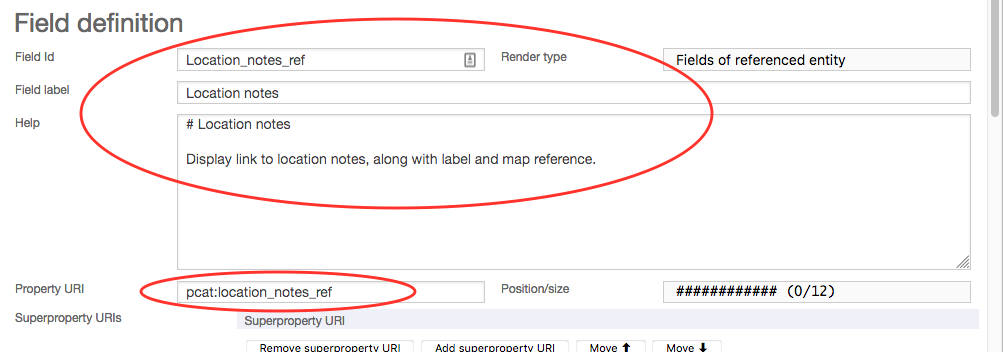 Field definition
Field Id Location_notes_ref Render type Fields of referenced entity
Field label Location notes
Help # Location notes
Display link to location notes, along with label and map reference.
Property URI pcat:location_notes_ref Position/size ############ (0/12)
Superproperty URIs Superproperty URI
Remove superproperty URI Add superproperty URI Move ⬆ Move ⬇